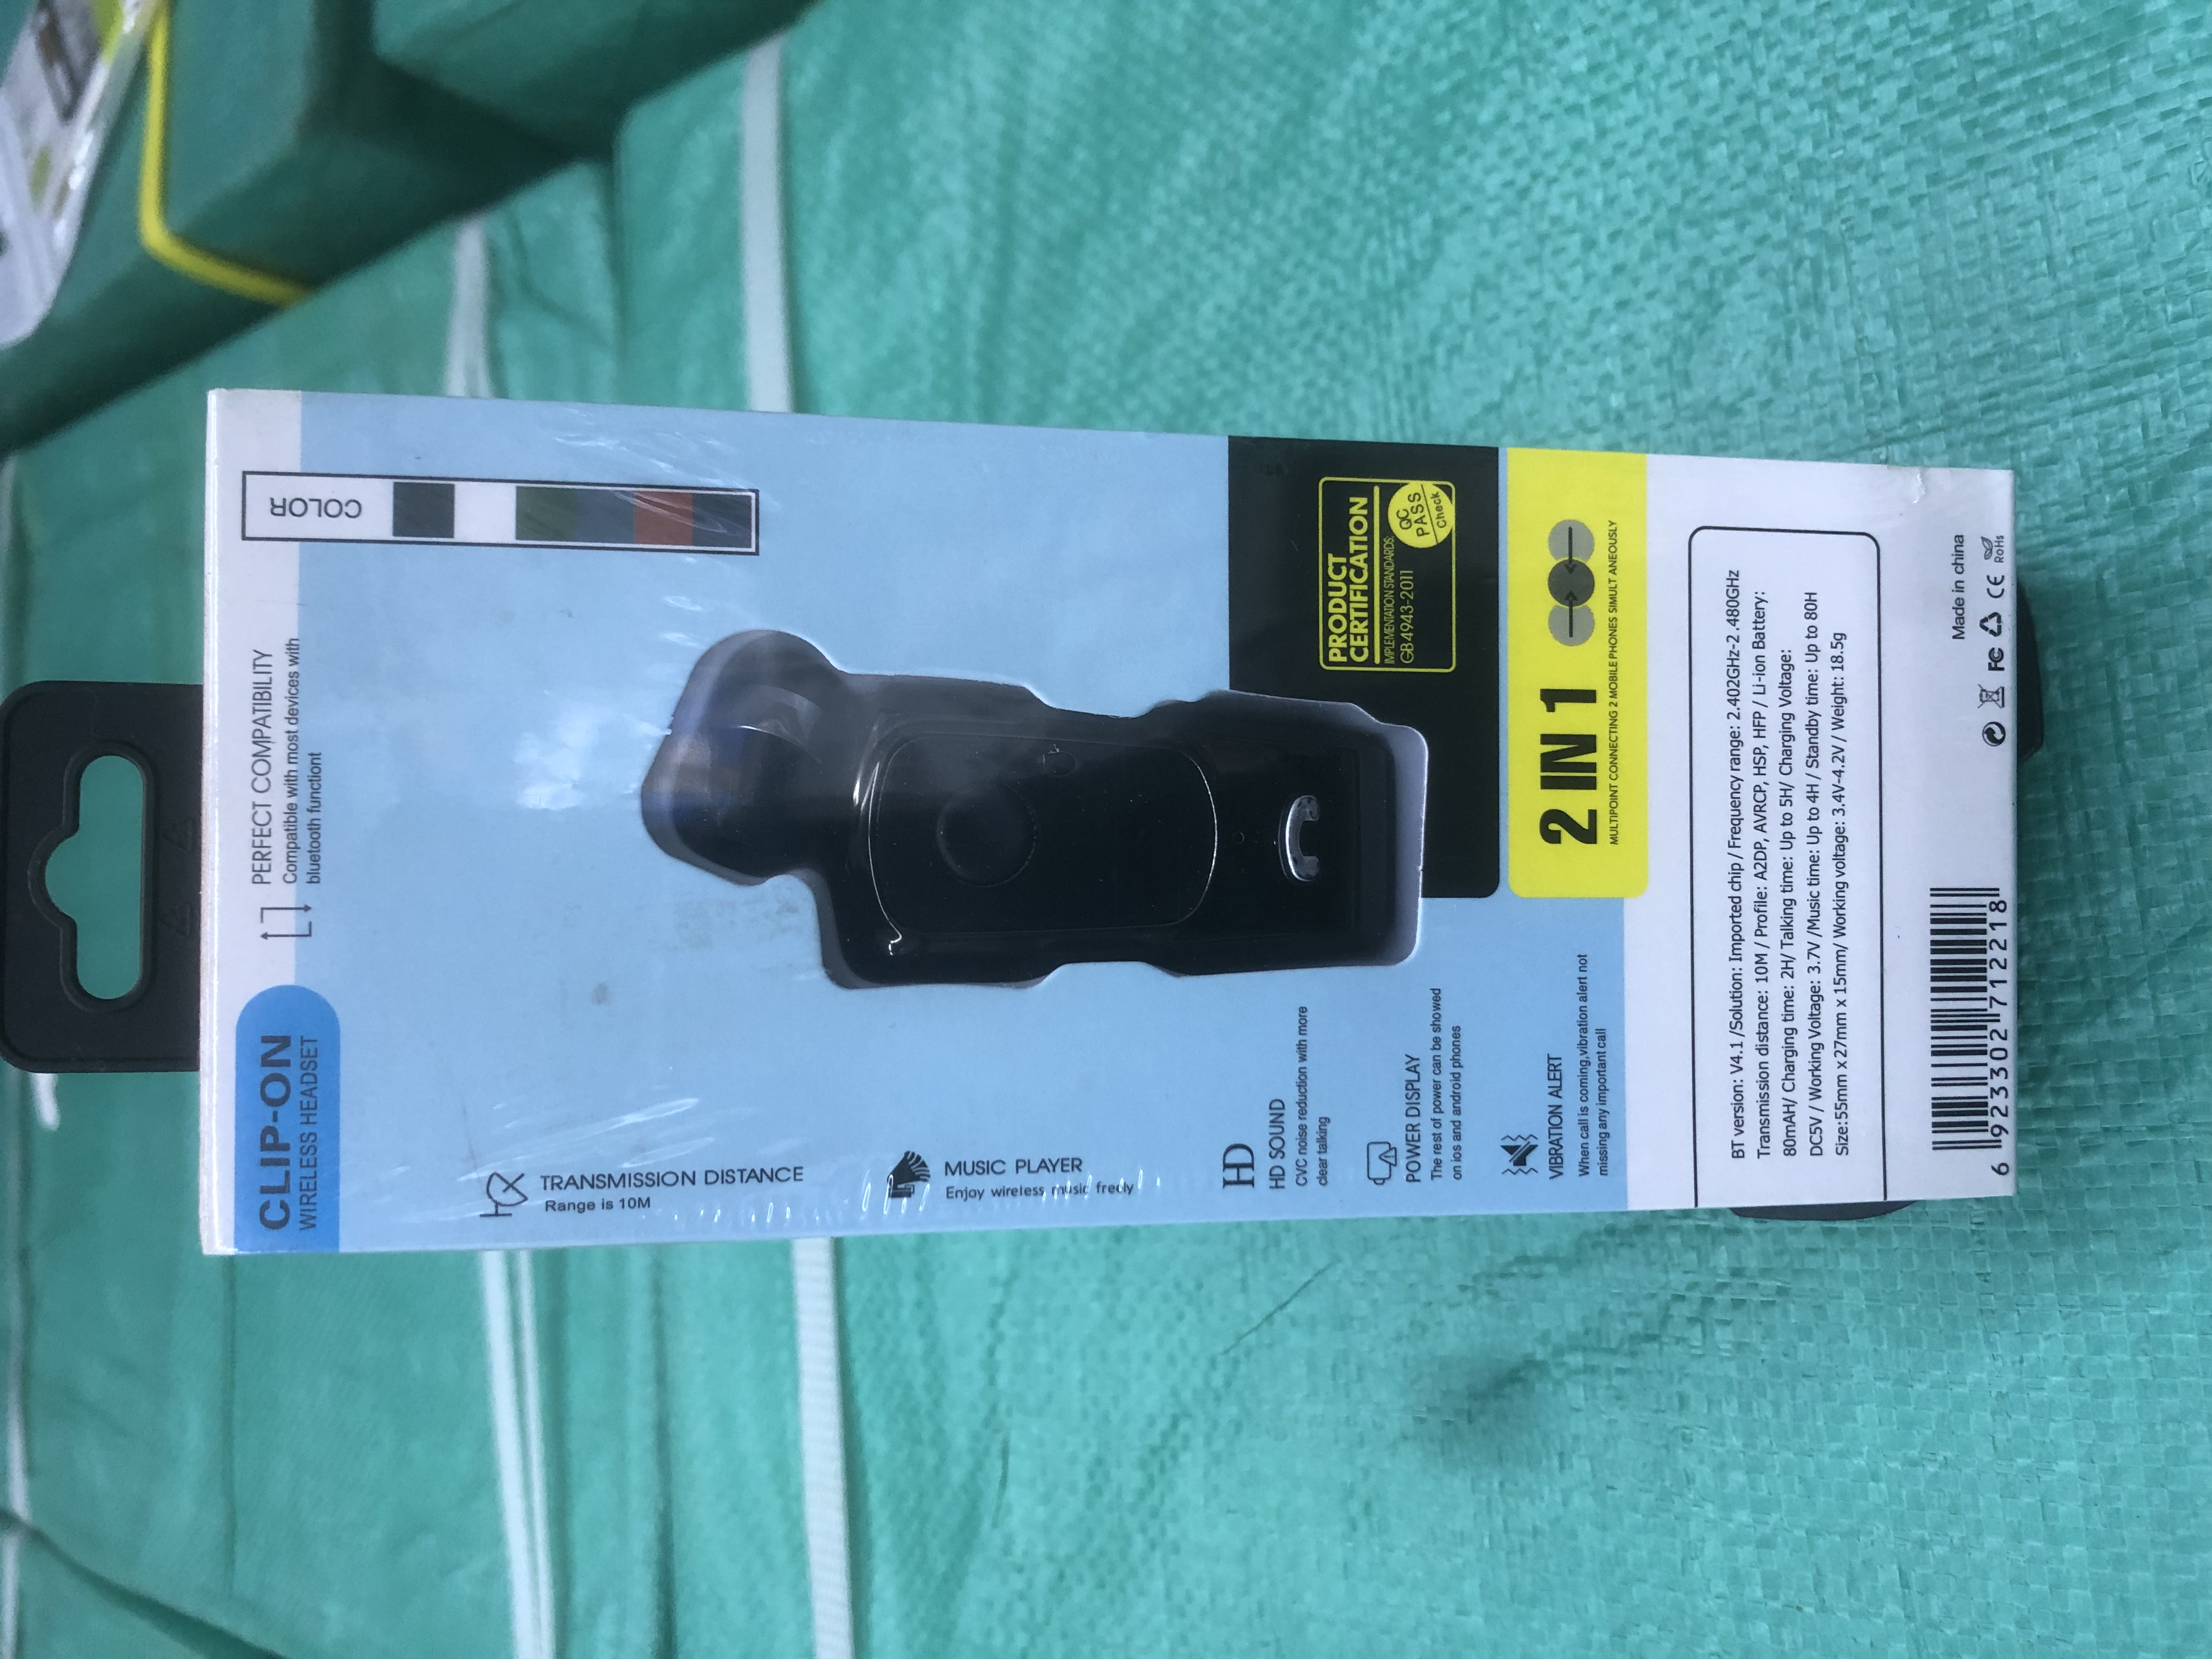 CLIP-ON
WIRELESS HEADSET
PERFECT COMPATIBILITY
Compatible with most devices with
bluetooth functiont
COLOR
TRANSMISSION DISTANCE
Range is 10M
MUSIC PLAYER
Enjoy wireless music freely
HD
HD SOUND
CVC noise reduction with more
clear talking
POWER DISPLAY
The rest of power can be showed
on ios and android phones
VIBRATION ALERT
When call is coming,vibration alert not
missing any important call
PRODUCT
CERTIFICATION
IMPLEMENTATION STANDARDS:
GB4943-2011
QC
PASS
Check
2 IN 1
MULTIPOINT CONNECTING 2 MOBILE PHONES SIMULT ANEOUSLY
BT version: V4.1 /Solution: Imported chip / Frequency range: 2.402GHz-2.480GHz
Transmission distance: 10M / Profile: A2DP, AVRCP, HSP, HFP / Li-ion Battery:
80mAH/ Charging time: 2H/ Talking time: Up to 5H/ Charging Voltage:
DC5V / Working Voltage: 3.7V /Music time: Up to 4H / Standby time: Up to 80H
Size:55mm x 27mm x 15mm/ Working voltage: 3.4V-4.2V / Weight: 18.5g
Made in china
6 923302 712218
FC CE RoHs